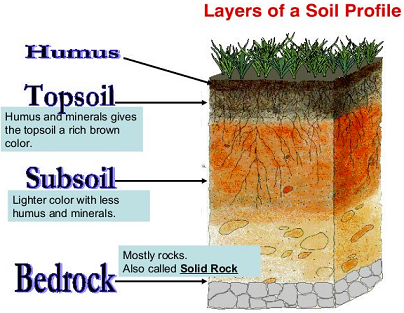 Layers of a Soil Profile
Humus
Topsoil
Humus and minerals gives
the topsoil a rich brown
color.
Subsoil
Lighter color with less
humus and minerals.
Mostly rocks.
Also called Solid Rock
Bedrock